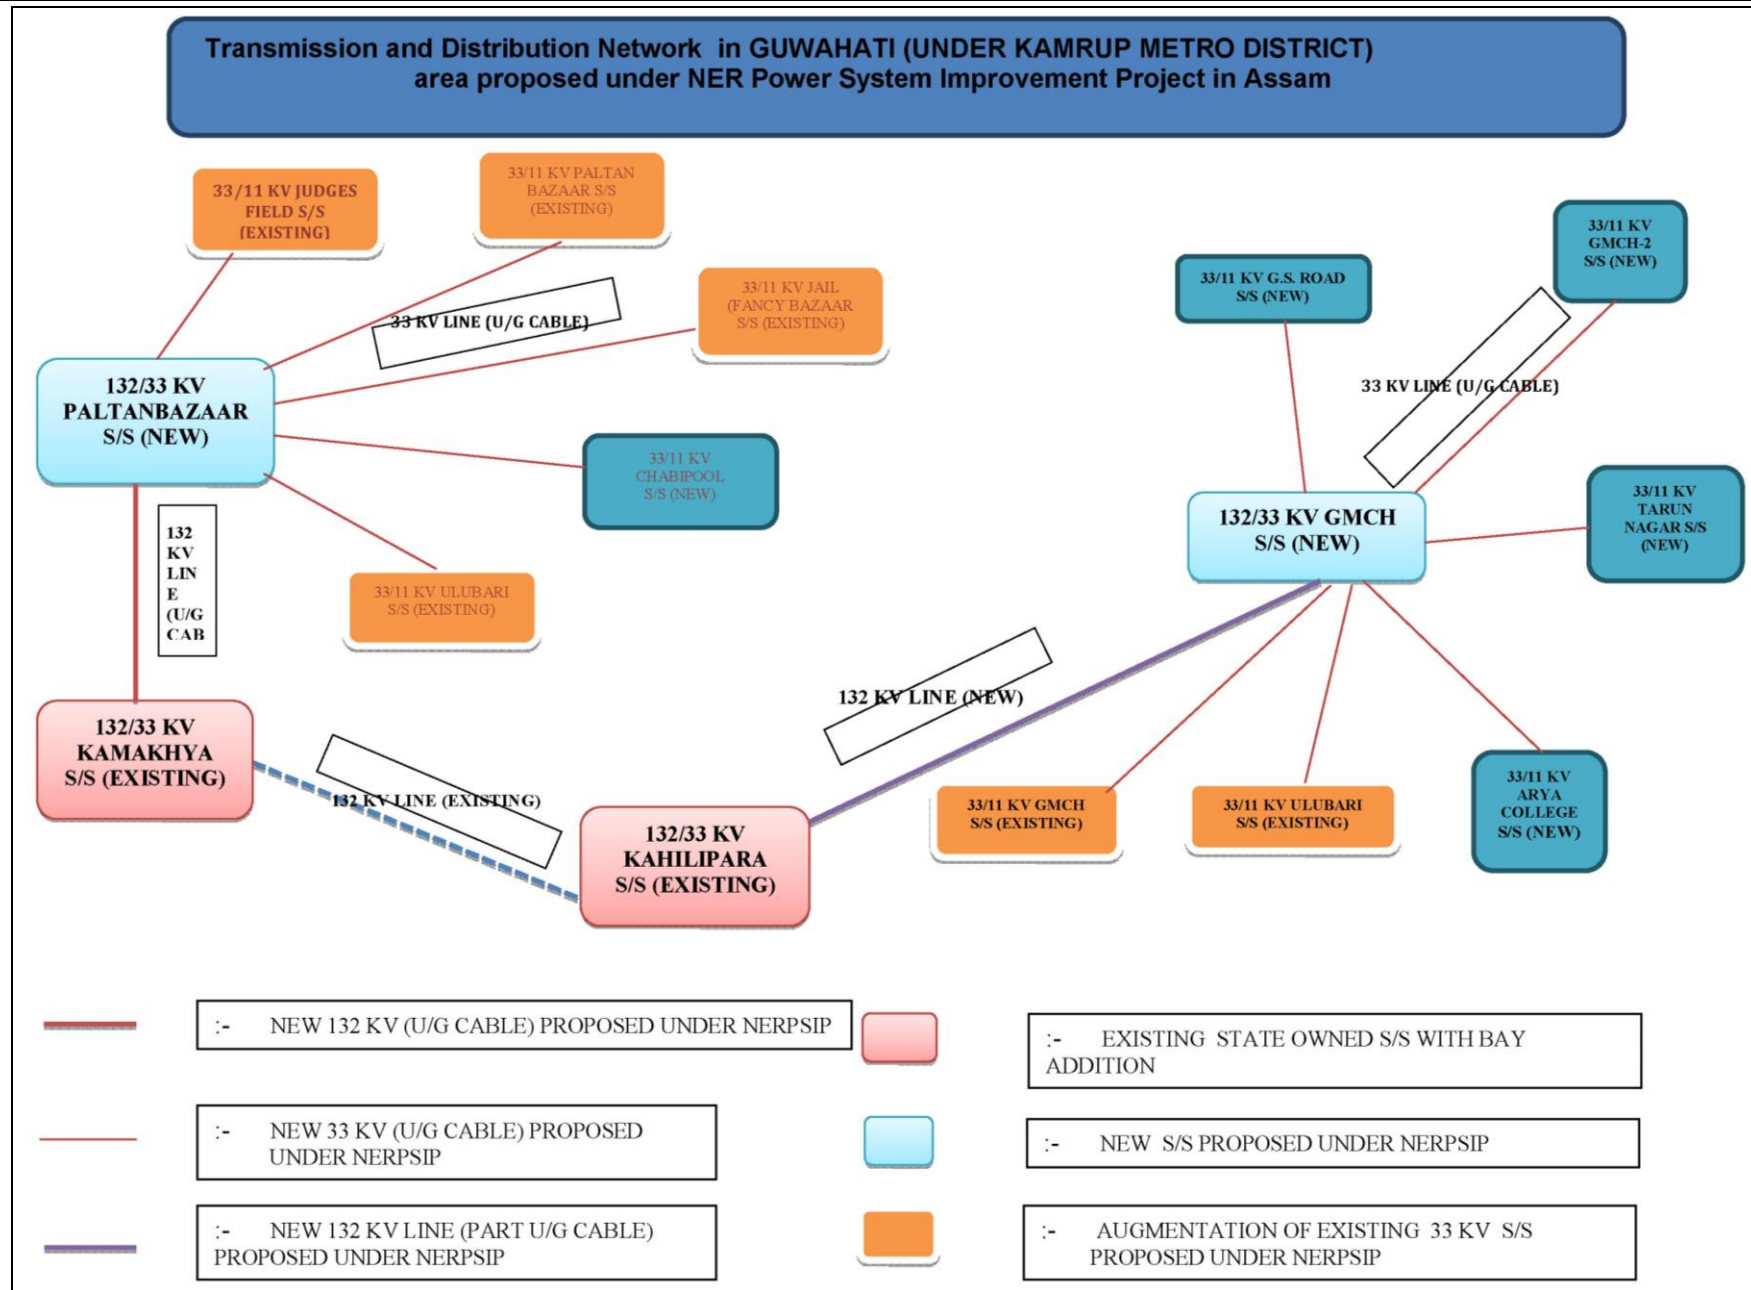 Transmission and Distribution Network in GUWAHATI (UNDER KAMRUP METRO DISTRICT)
area proposed under NER Power System Improvement Project in Assam
33/11 KV JUDGES
FIELD S/S
(EXISTING)
33/11 KV PALTAN
BAZAAR S/S
(EXISTING)
33/11 KV JAIL
(FANCY BAZAAR
S/S (EXISTING)
33 KV LINE (U/G CABLE)
132/33 KV
PALTANBAZAAR
S/S (NEW)
33/11 KV
CHABIPOOL
S/S (NEW)
33/11 KV ULUBARI
S/S (EXISTING)
132
KV
LIN
E
(U/G
CAB
132/33 KV
KAMAKHYA
S/S (EXISTING)
132 KV LINE (EXISTING)
132/33 KV
KAHILIPARA
S/S (EXISTING)
132 KV LINE (NEW)
33/11 KV G.S. ROAD
S/S (NEW)
33/11 KV
GMCH-2
S/S (NEW)
33 KV LINE (U/G CABLE)
132/33 KV GMCH
S/S (NEW)
33/11 KV
TARUN
NAGAR S/S
(NEW)
33/11 KV GMCH
S/S (EXISTING)
33/11 KV ULUBARI
S/S (EXISTING)
33/11 KV
ARYA
COLLEGE
S/S (NEW)
:- NEW 132 KV (U/G CABLE) PROPOSED UNDER NERPSIP
:- EXISTING STATE OWNED S/S WITH BAY
ADDITION
:- NEW 33 KV (U/G CABLE) PROPOSED
UNDER NERPSIP
:- NEW S/S PROPOSED UNDER NERPSIP
:- NEW 132 KV LINE (PART U/G CABLE)
PROPOSED UNDER NERPSIP
:- AUGMENTATION OF EXISTING 33 KV S/S
PROPOSED UNDER NERPSIP